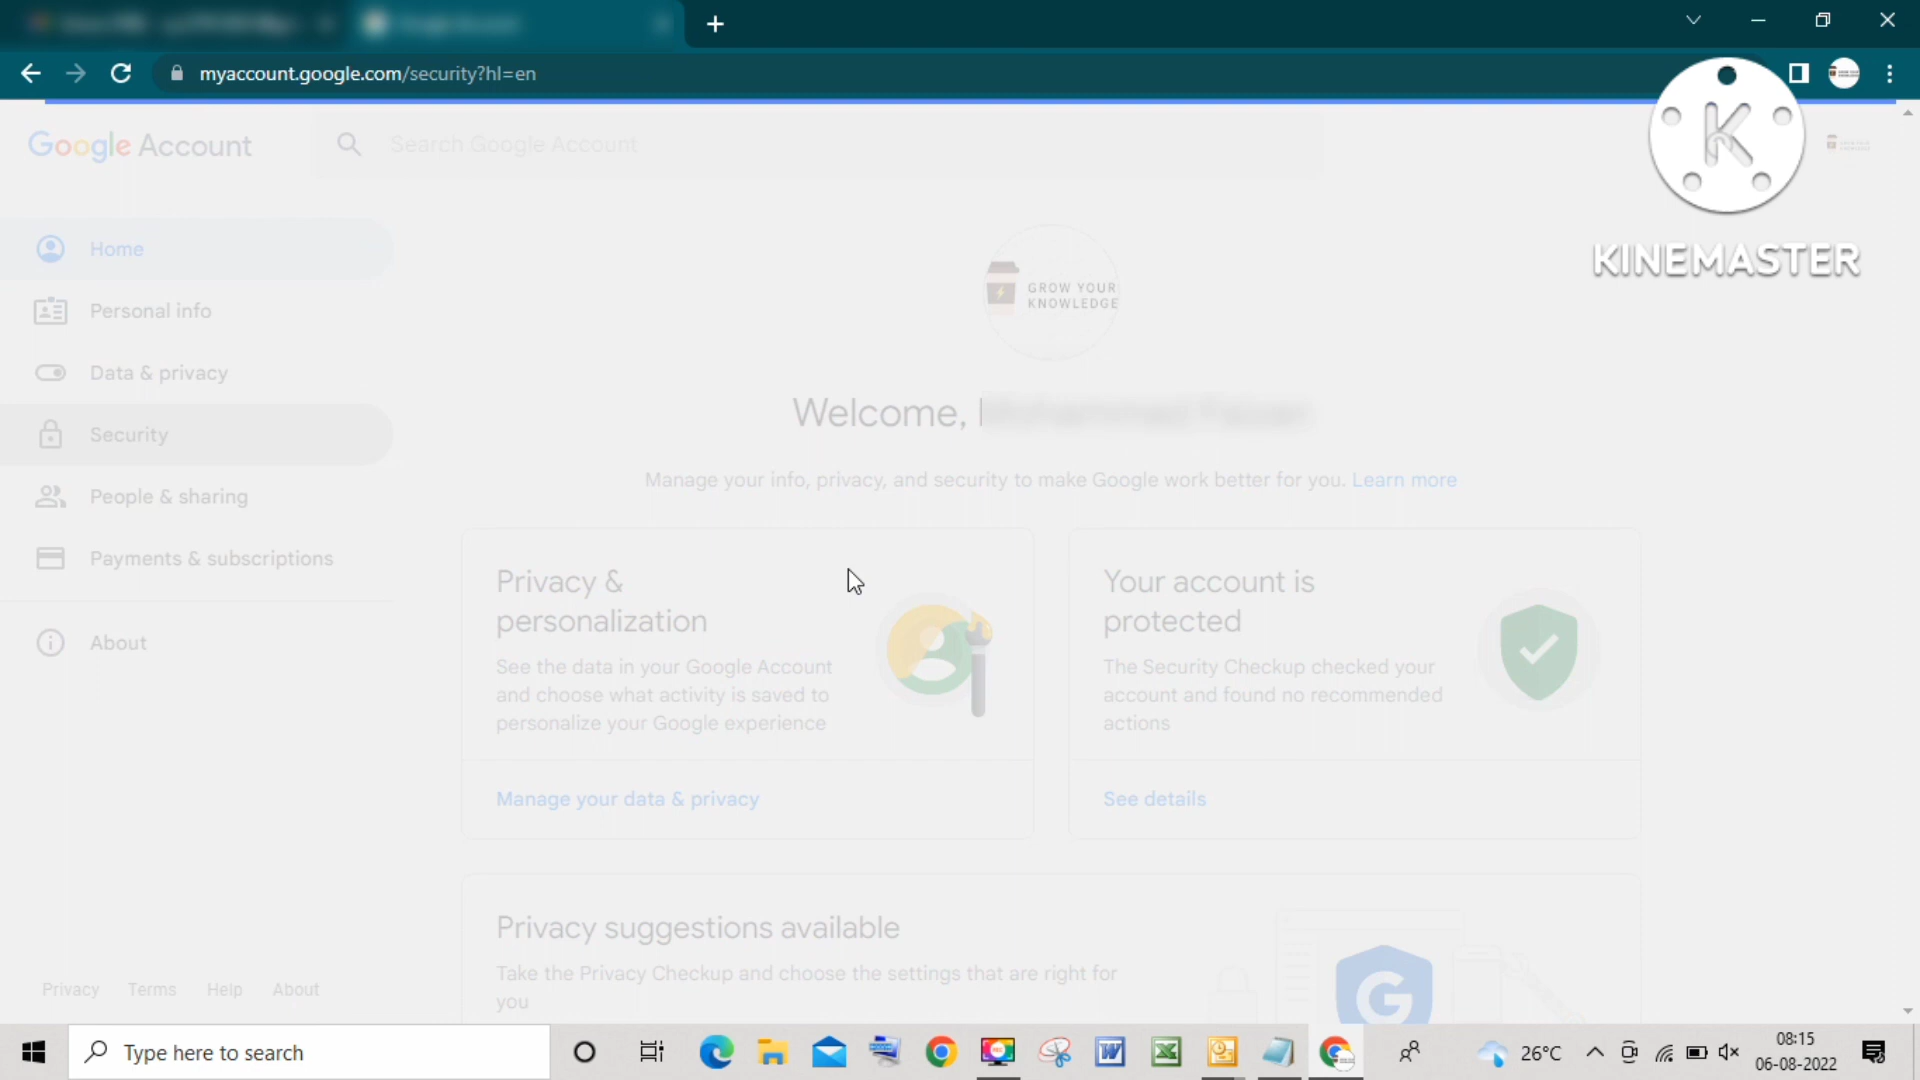 myaccount.google.com/security?hl=en
Google Account
Search Google Account
KINEMASTER
Home
Personal info
Data & privacy
Security
People & sharing
Payments & subscriptions
About
GROW YOUR
KNOWLEDGE
Welcome,
Manage your info, privacy, and security to make Google work better for you. Learn more
Privacy &
personalization
See the data in your Google Account
and choose what activity is saved to
personalize your Google experience
Manage your data & privacy
Your account is
protected
The Security Checkup checked your
account and found no recommended
actions
See details
Privacy suggestions available
Take the Privacy Checkup and choose the settings that are right for
you
Privacy Terms Help About
Type here to search
26°C
08:15
06-08-2022